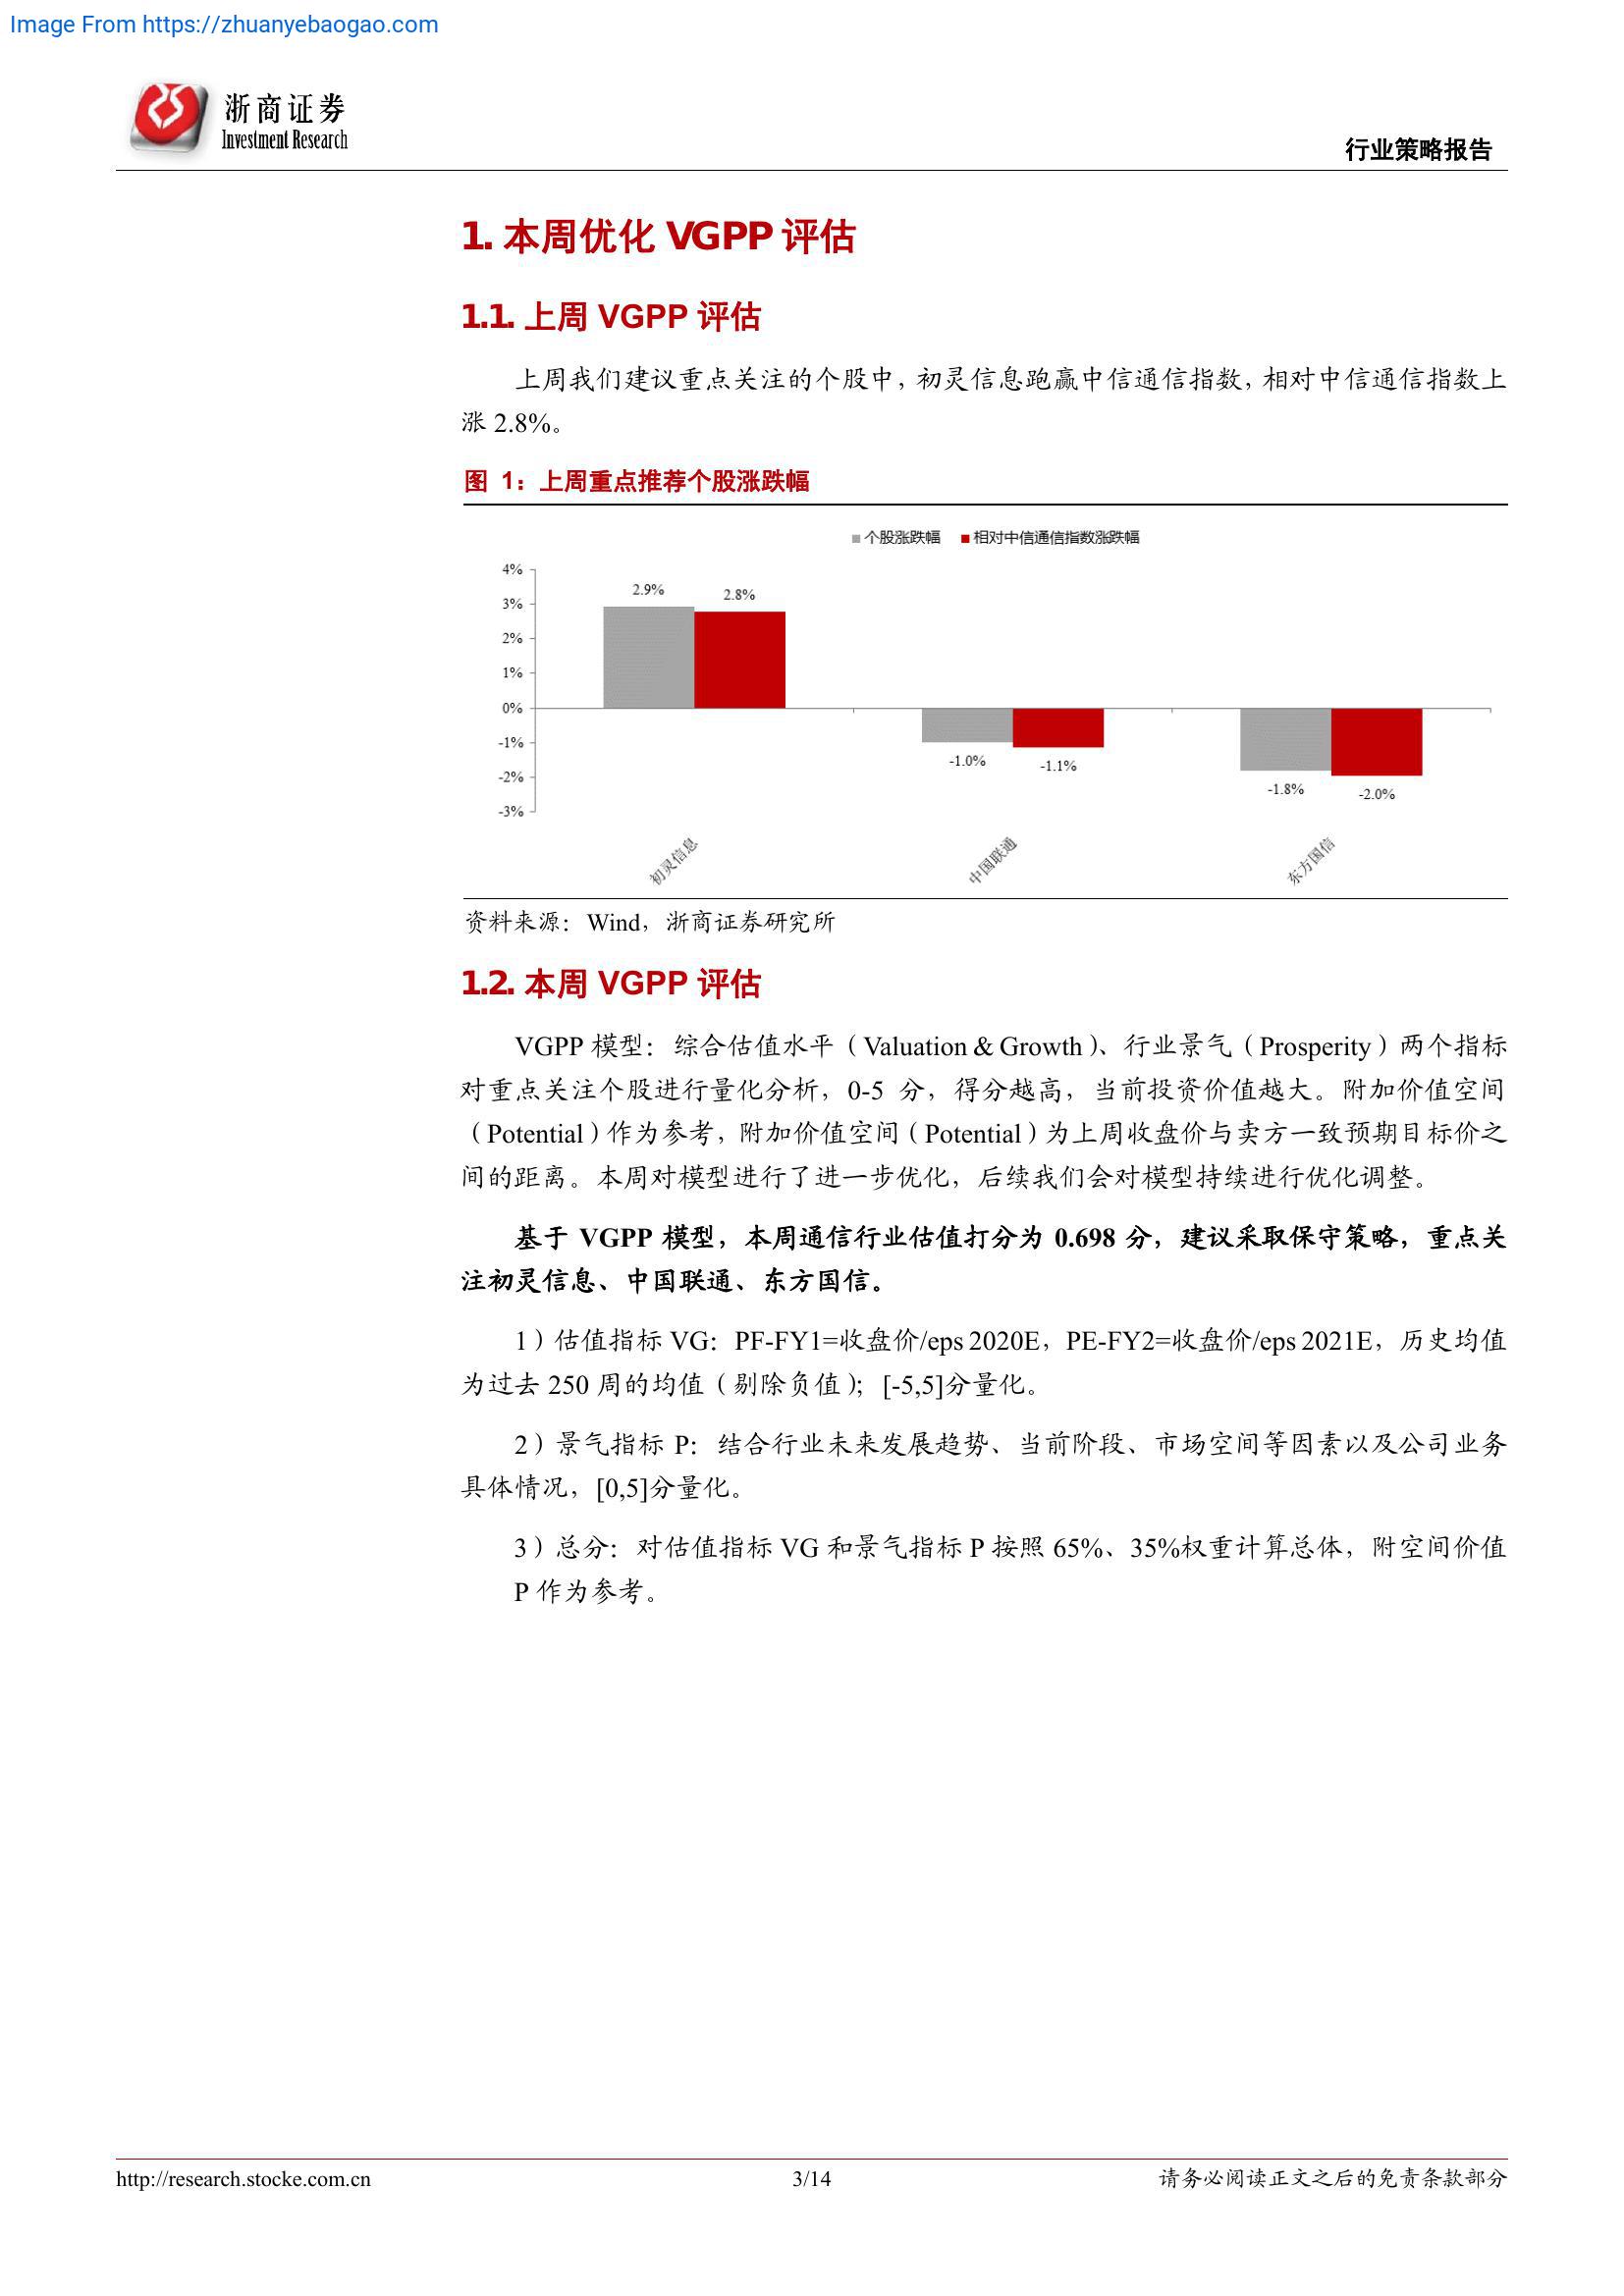 Image From https://zhuanyebaogao.com
浙商证券
Investment Research
行业策略报告
1. 本周优化 VGPP 评估
1.1. 上周 VGPP 评估
上周我们建议重点关注的个股中，初灵信息跑赢中信通信指数，相对中信通信指数上
涨 2.8%。
图 1：上周重点推荐个股涨跌幅
个股涨跌幅 相对中信通信指数涨跌幅
4%
3%
2%
1%
0%
-1%
-2%
-3%
2.9% 2.8%
-1.0% -1.1%
-1.8% -2.0%
初灵信息 中国联通 东方国信
资料来源：Wind，浙商证券研究所
1.2. 本周 VGPP 评估
VGPP 模型：综合估值水平（Valuation & Growth）、行业景气（Prosperity）两个指标
对重点关注个股进行量化分析，0-5 分，得分越高，当前投资价值越大。附加价值空间
（Potential）作为参考，附加价值空间（Potential）为上周收盘价与卖方一致预期目标价之
间的距离。本周对模型进行了进一步优化，后续我们会对模型持续进行优化调整。
基于 VGPP 模型，本周通信行业估值打分为 0.698 分，建议采取保守策略，重点关
注初灵信息、中国联通、东方国信。
1）估值指标 VG：PF-FY1=收盘价/eps 2020E，PE-FY2=收盘价/eps 2021E，历史均值
为过去 250 周的均值（剔除负值）；[-5,5]分量化。
2）景气指标 P：结合行业未来发展趋势、当前阶段、市场空间等因素以及公司业务
具体情况，[0,5]分量化。
3）总分：对估值指标 VG 和景气指标 P 按照 65%、35%权重计算总体，附空间价值
P 作为参考。
http://research.stocke.com.cn 3/14 请务必阅读正文之后的免责条款部分